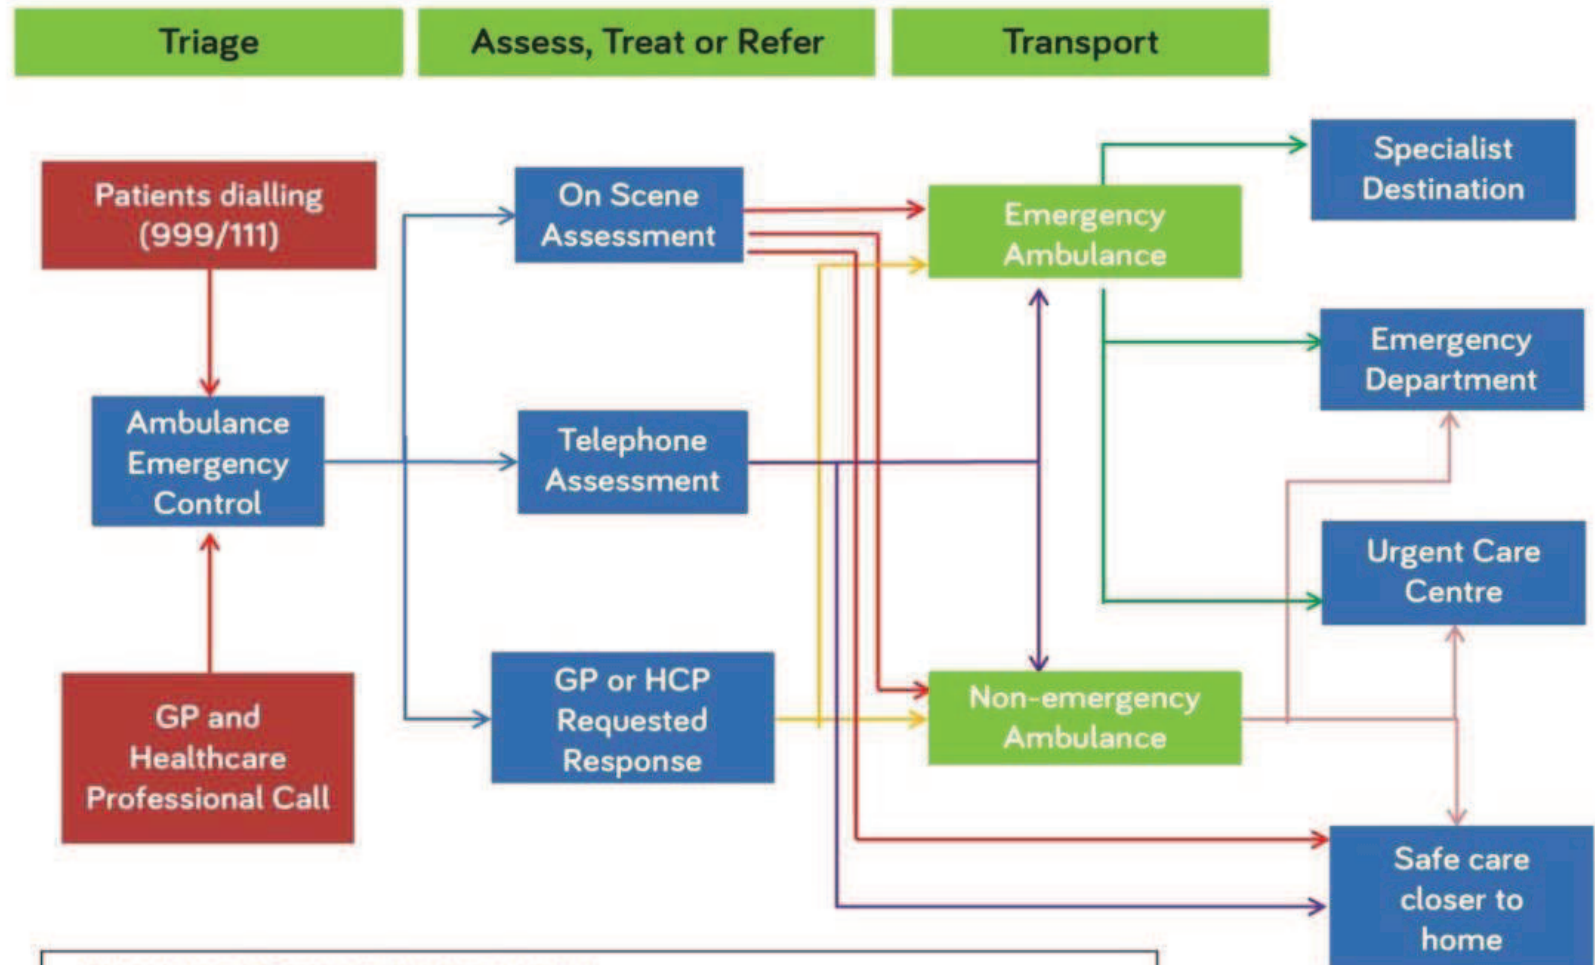 Triage
Assess, Treat or Refer
Transport
Patients dialling
(999/111)
Ambulance
Emergency
Control
GP and
Healthcare
Professional Call
On Scene
Assessment
Telephone
Assessment
GP or HCP
Requested
Response
Emergency
Ambulance
Non-emergency
Ambulance
Specialist
Destination
Emergency
Department
Urgent Care
Centre
Safe care
closer to
home